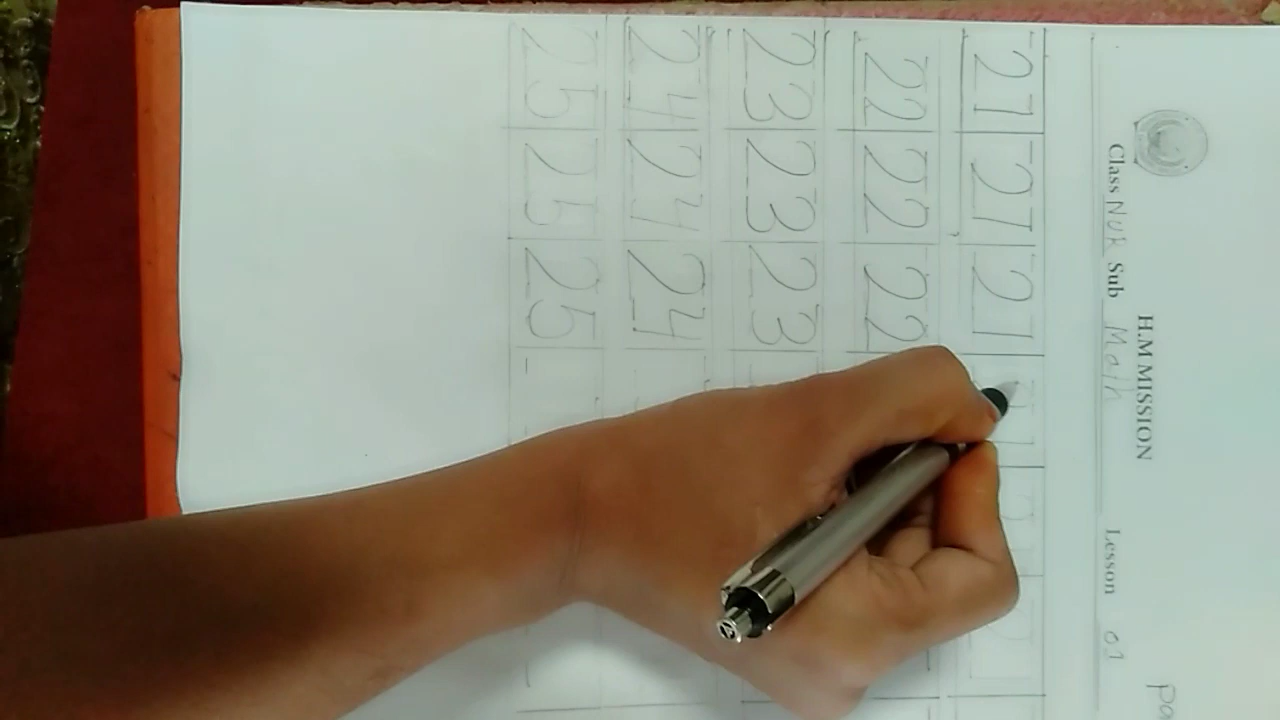 H.M MISSION
Class NUR Sub Math Lesson 01
21 21 21
22 22 22
23 23 23
24 24 24
25 25 25